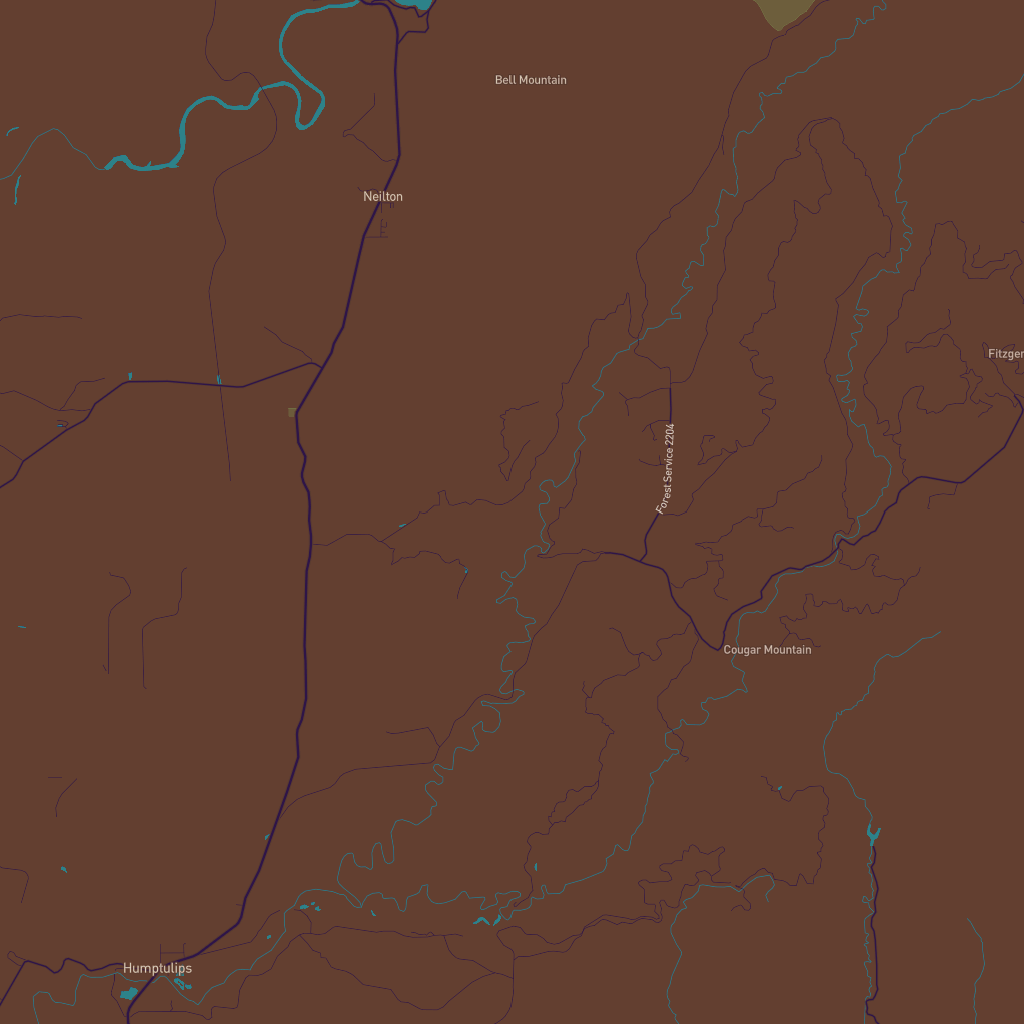 Bell Mountain
Neilton
Fitzger
Forest Service 2204
Cougar Mountain
Humptulips